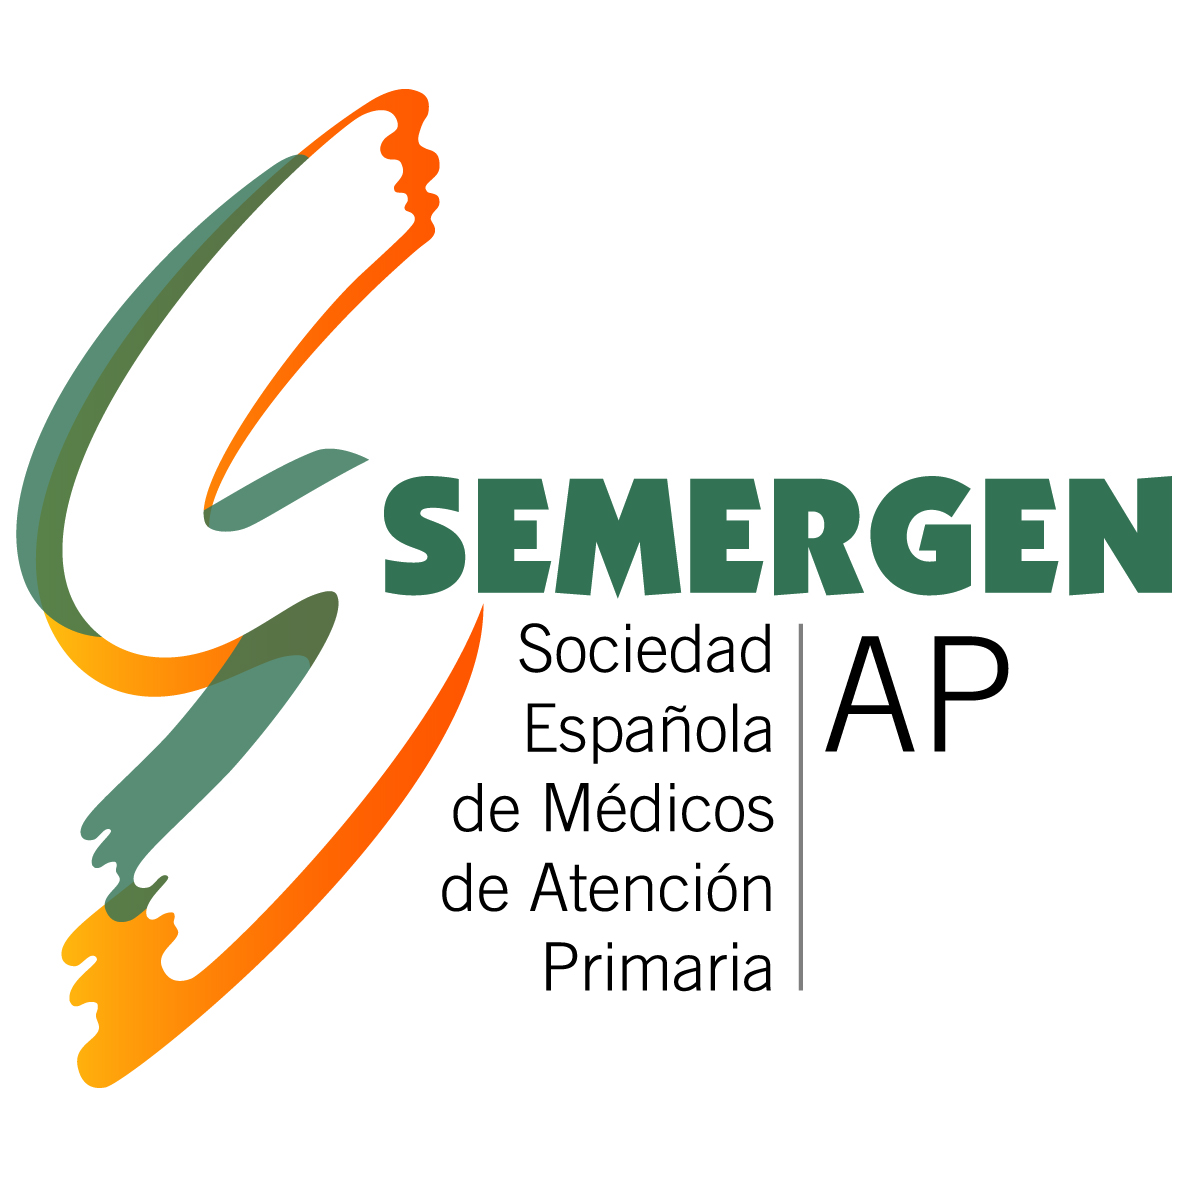 SEMERGEN
Sociedad
Española
de Médicos
de Atención
Primaria
AP